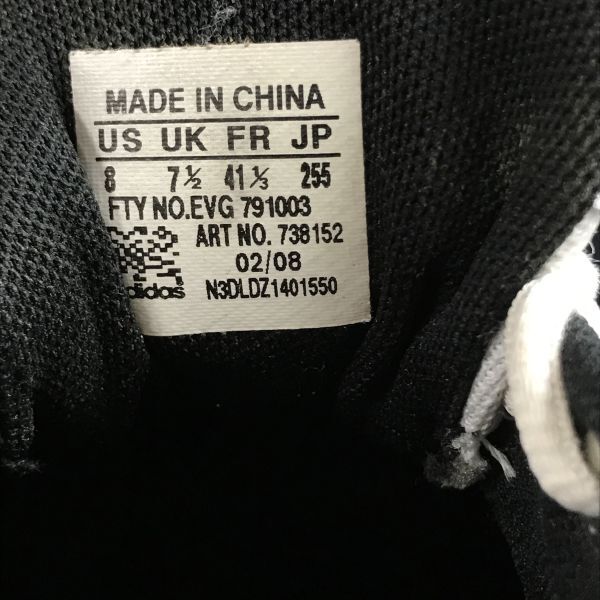 MADE IN CHINA
US UK FR JP
8 7½ 41⅓ 255
FTY NO.EVG 791003
ART NO. 738152
02/08
adidas N3DLDZ1401550